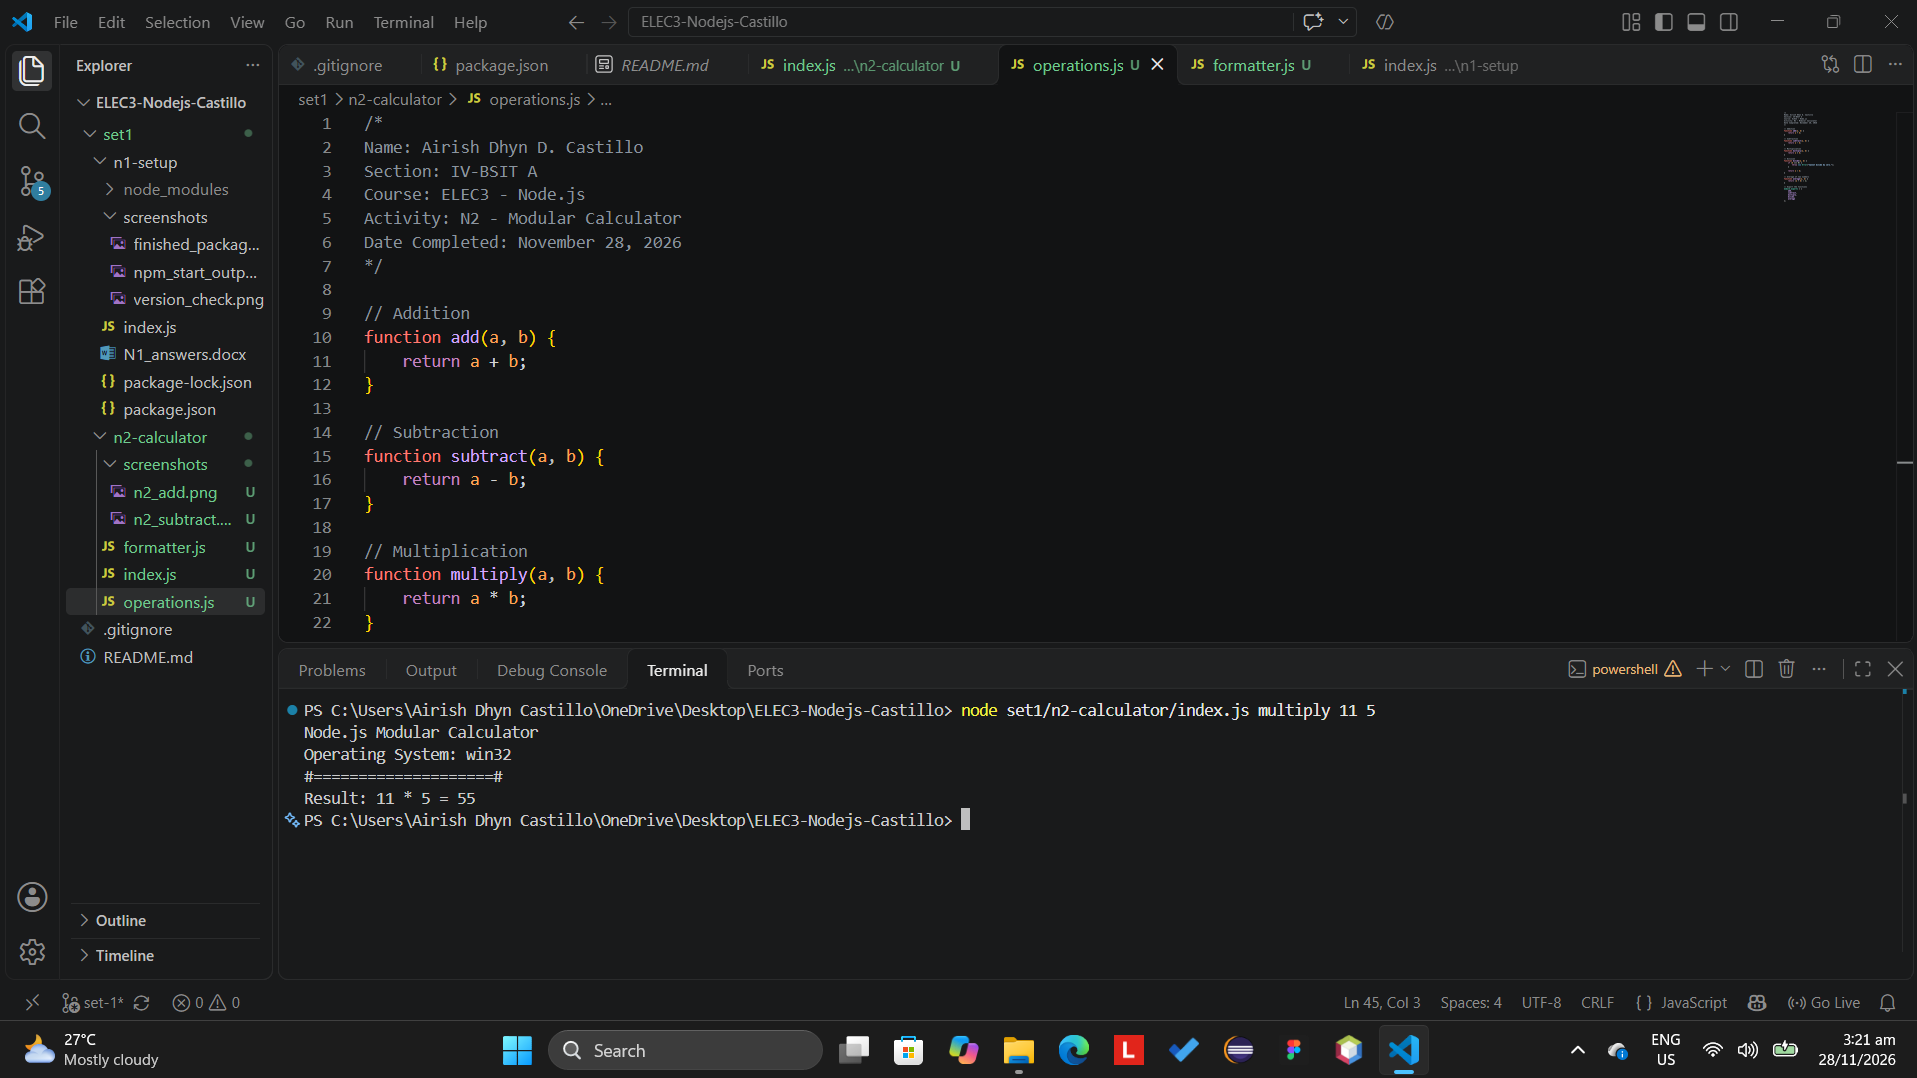 File Edit Selection View Go Run Terminal Help
ELEC3-Nodejs-Castillo
Explorer
ELEC3-Nodejs-Castillo
set1
n1-setup
node_modules
screenshots
finished_packag...
npm_start_outp...
version_check.png
JS index.js
N1_answers.docx
{} package-lock.json
{} package.json
n2-calculator
screenshots
n2_add.png U
n2_subtract.... U
JS formatter.js U
JS index.js U
JS operations.js U
.gitignore
README.md
Outline
Timeline
5
.gitignore
{} package.json
README.md
JS index.js ...\n2-calculator U
JS operations.js U
JS formatter.js U
JS index.js ...\n1-setup
set1 > n2-calculator > JS operations.js > ...
1 /*
2 Name: Airish Dhyn D. Castillo
3 Section: IV-BSIT A
4 Course: ELEC3 - Node.js
5 Activity: N2 - Modular Calculator
6 Date Completed: November 28, 2026
7 */
8
9 // Addition
10 function add(a, b) {
11 return a + b;
12 }
13
14 // Subtraction
15 function subtract(a, b) {
16 return a - b;
17 }
18
19 // Multiplication
20 function multiply(a, b) {
21 return a * b;
22 }
Problems Output Debug Console Terminal Ports
powershell
PS C:\Users\Airish Dhyn Castillo\OneDrive\Desktop\ELEC3-Nodejs-Castillo> node set1/n2-calculator/index.js multiply 11 5
Node.js Modular Calculator
Operating System: win32
#====================#
Result: 11 * 5 = 55
PS C:\Users\Airish Dhyn Castillo\OneDrive\Desktop\ELEC3-Nodejs-Castillo>
set-1* 0 0
Ln 45, Col 3 Spaces: 4 UTF-8 CRLF {} JavaScript Go Live
27°C
Mostly cloudy
Search
L
ENG
US
3:21 am
28/11/2026